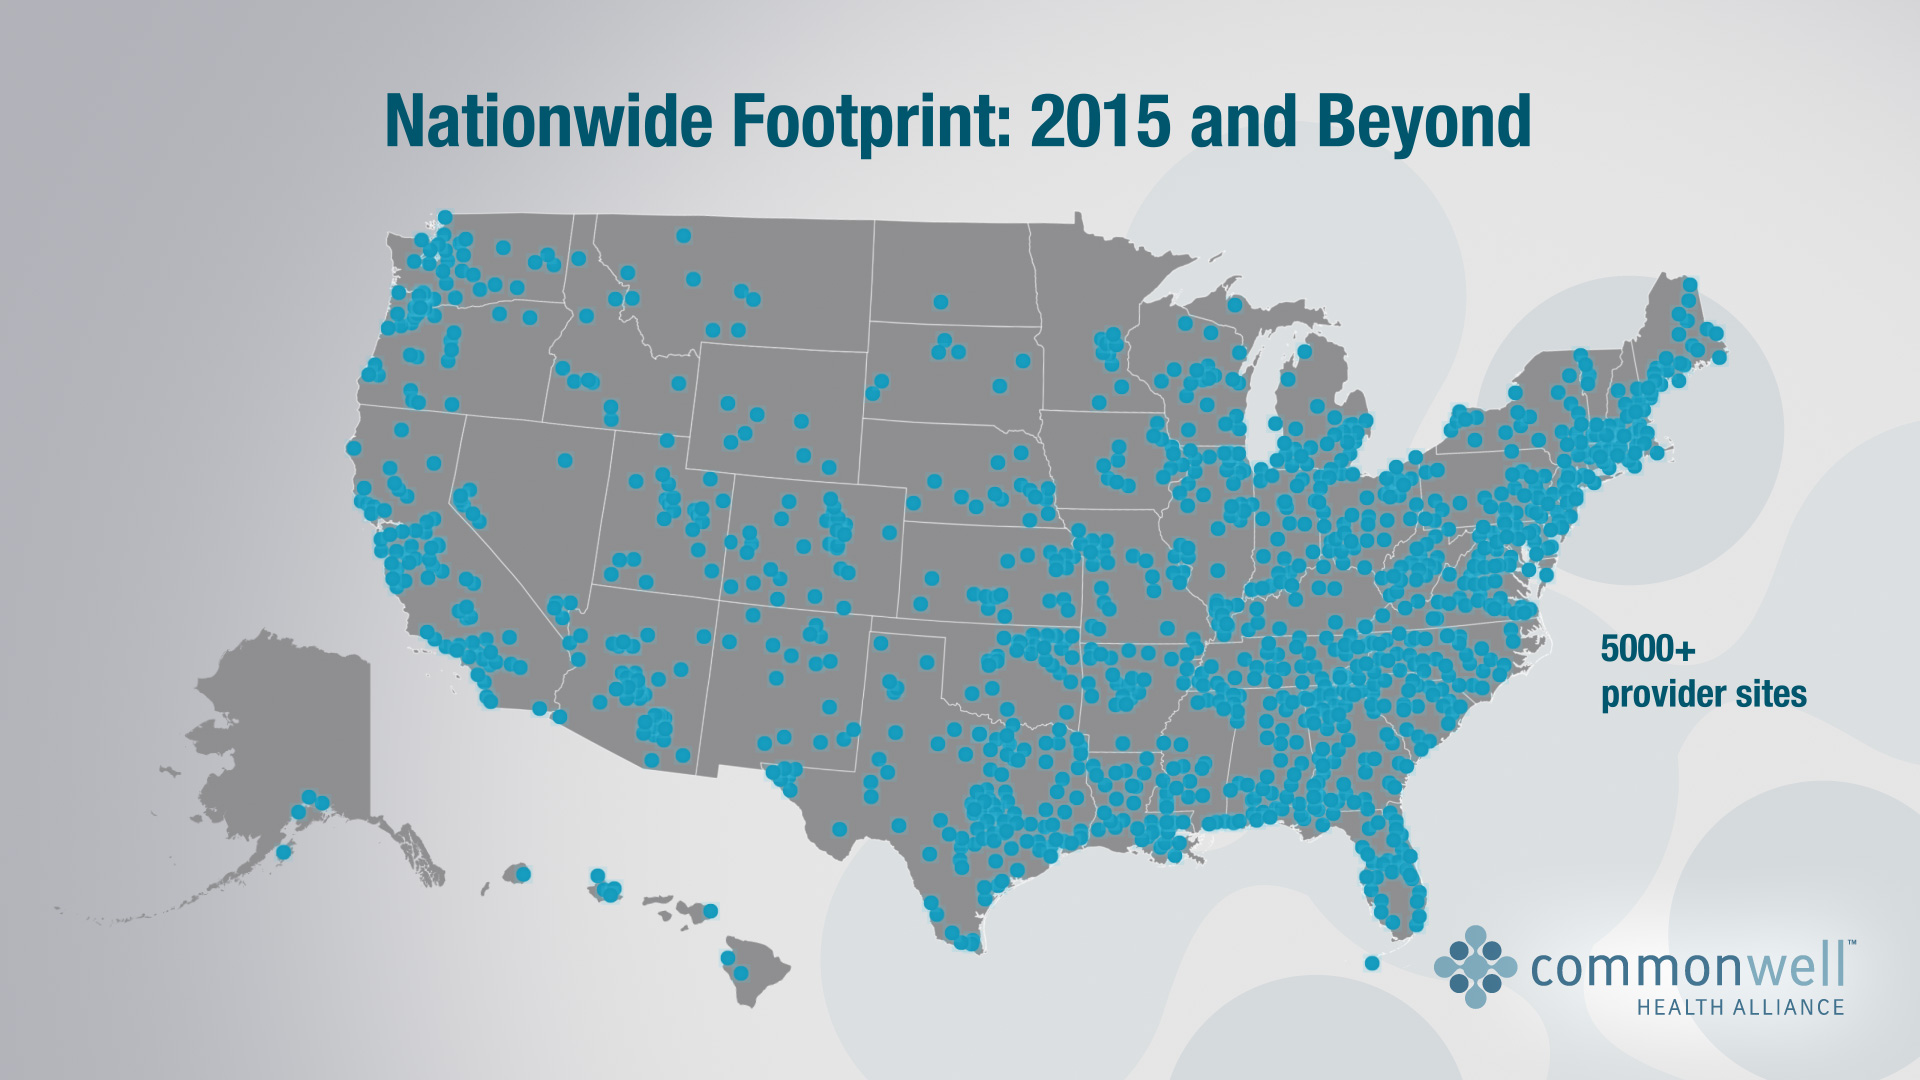 Nationwide Footprint: 2015 and Beyond
5000+
provider sites
commonwell™
HEALTH ALLIANCE